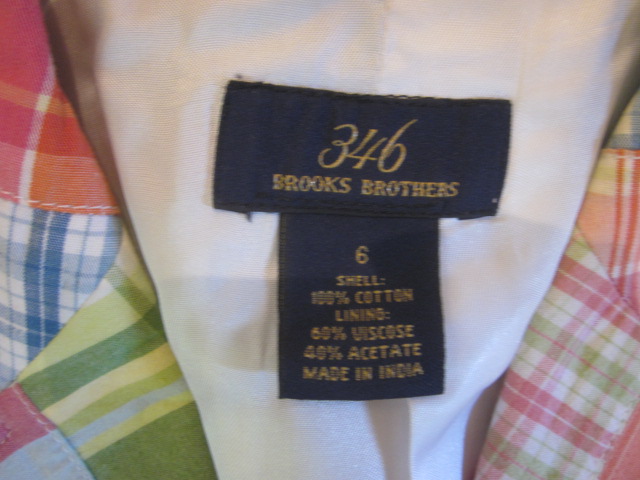 346
BROOKS BROTHERS
6
SHELL:
100% COTTON
LINING:
60% VISCOSE
40% ACETATE
MADE IN INDIA